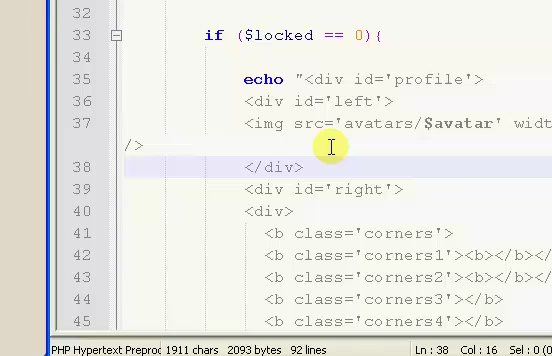 32
33 if ($locked == 0){
34
35 echo "<div id='profile'>
36 <div id='left'>
37 <img src='avatars/$avatar' widt
/>
38 </div>
39 <div id='right'>
40 <div>
41 <b class='corners'>
42 <b class='corners1'><b></b></
43 <b class='corners2'><b></b></
44 <b class='corners3'></b>
45 <b class='corners4'></b>
PHP Hypertext Preproc 1911 chars 2093 bytes 92 lines Ln : 38 Col : 16 Sel : 0 (0